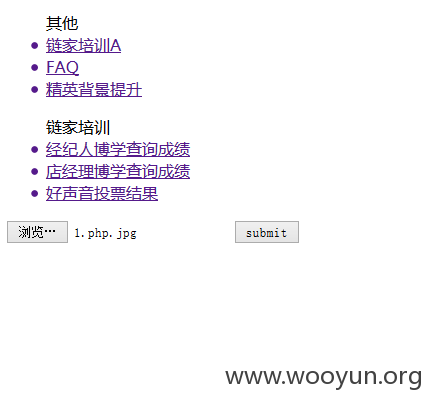 其他
链家培训A
FAQ
精英背景提升
链家培训
经纪人博学查询成绩
店经理博学查询成绩
好声音投票结果
浏览… 1.php.jpg submit
www.wooyun.org